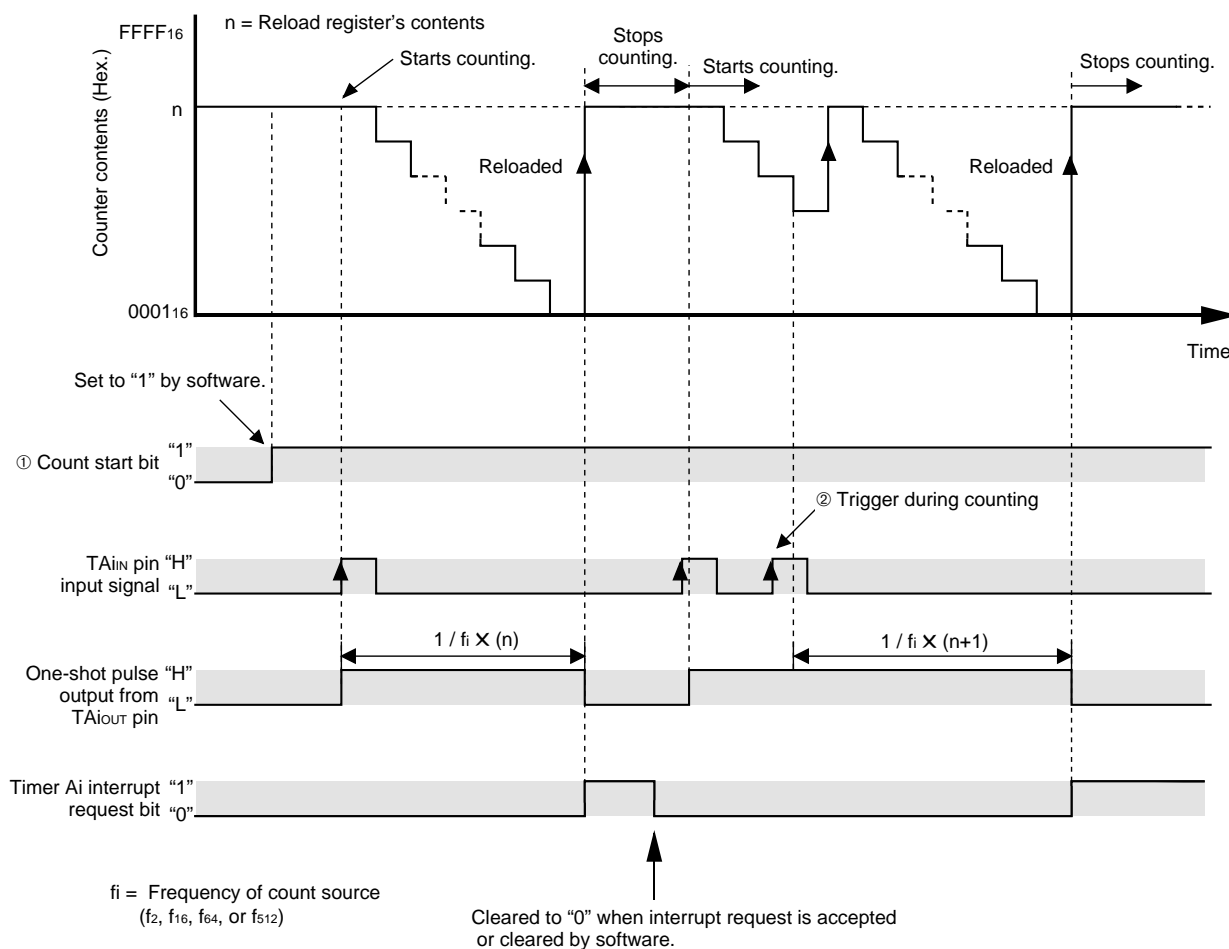 FFFF16
n = Reload register's contents
Starts counting.
Stops
counting.
Starts counting.
Stops counting.
Counter contents (Hex.)
n
Reloaded
Reloaded
000116
Time
Set to “1” by software.
① Count start bit
“1”
“0”
② Trigger during counting
TAiIN pin
input signal
“H”
“L”
1 / fi X (n)
1 / fi X (n+1)
One-shot pulse
output from
TAiOUT pin
“H”
“L”
Timer Ai interrupt
request bit
“1”
“0”
fi = Frequency of count source
(f2, f16, f64, or f512)
Cleared to “0” when interrupt request is accepted
or cleared by software.